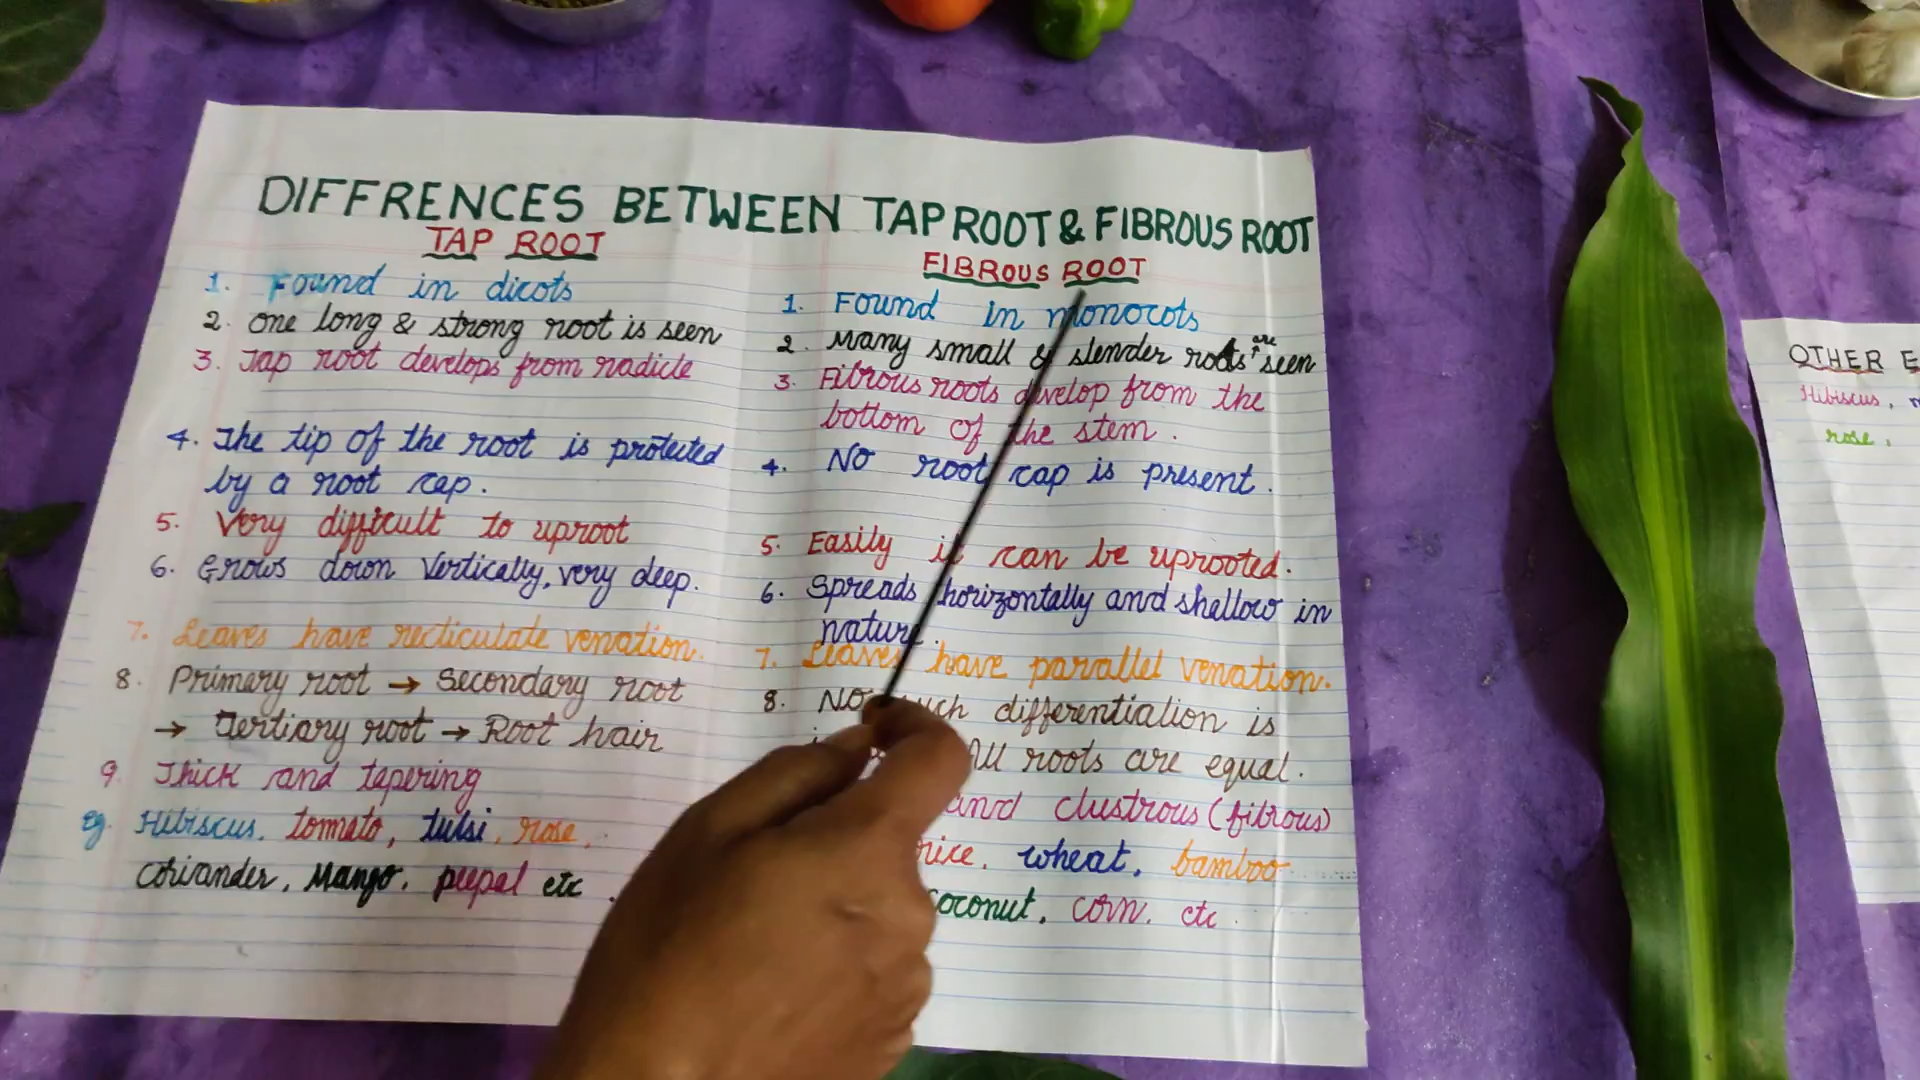 DIFFRENCES BETWEEN TAP ROOT & FIBROUS ROOT
TAP ROOT
1. Found in dicots
2. One long & strong root is seen
3. Tap root develops from radicle
4. The tip of the root is protected
by a root cap.
5. Very difficult to uproot
6. Grows down Vertically, very deep.
7. Leaves have recticulate venation.
8. Primary root → Secondary root
→ Tertiary root → Root hair
9. Thick and tapering
eg. Hibiscus, tomato, tulsi, rose,
coriander, Mango, peepal etc.
FIBROUS ROOT
1. Found in monocots
2. Many small & slender roots are seen
3. Fibrous roots develop from the
bottom of the stem.
4. No root cap is present.
5. Easily it can be uprooted.
6. Spreads horizontally and shallow in
nature.
7. Leaves have parallel venation.
8. No such differentiation is
All roots are equal.
and clustrous (fibrous)
rice, wheat, bamboo
coconut, corn, etc.
OTHER E
Hibiscus,
rose,